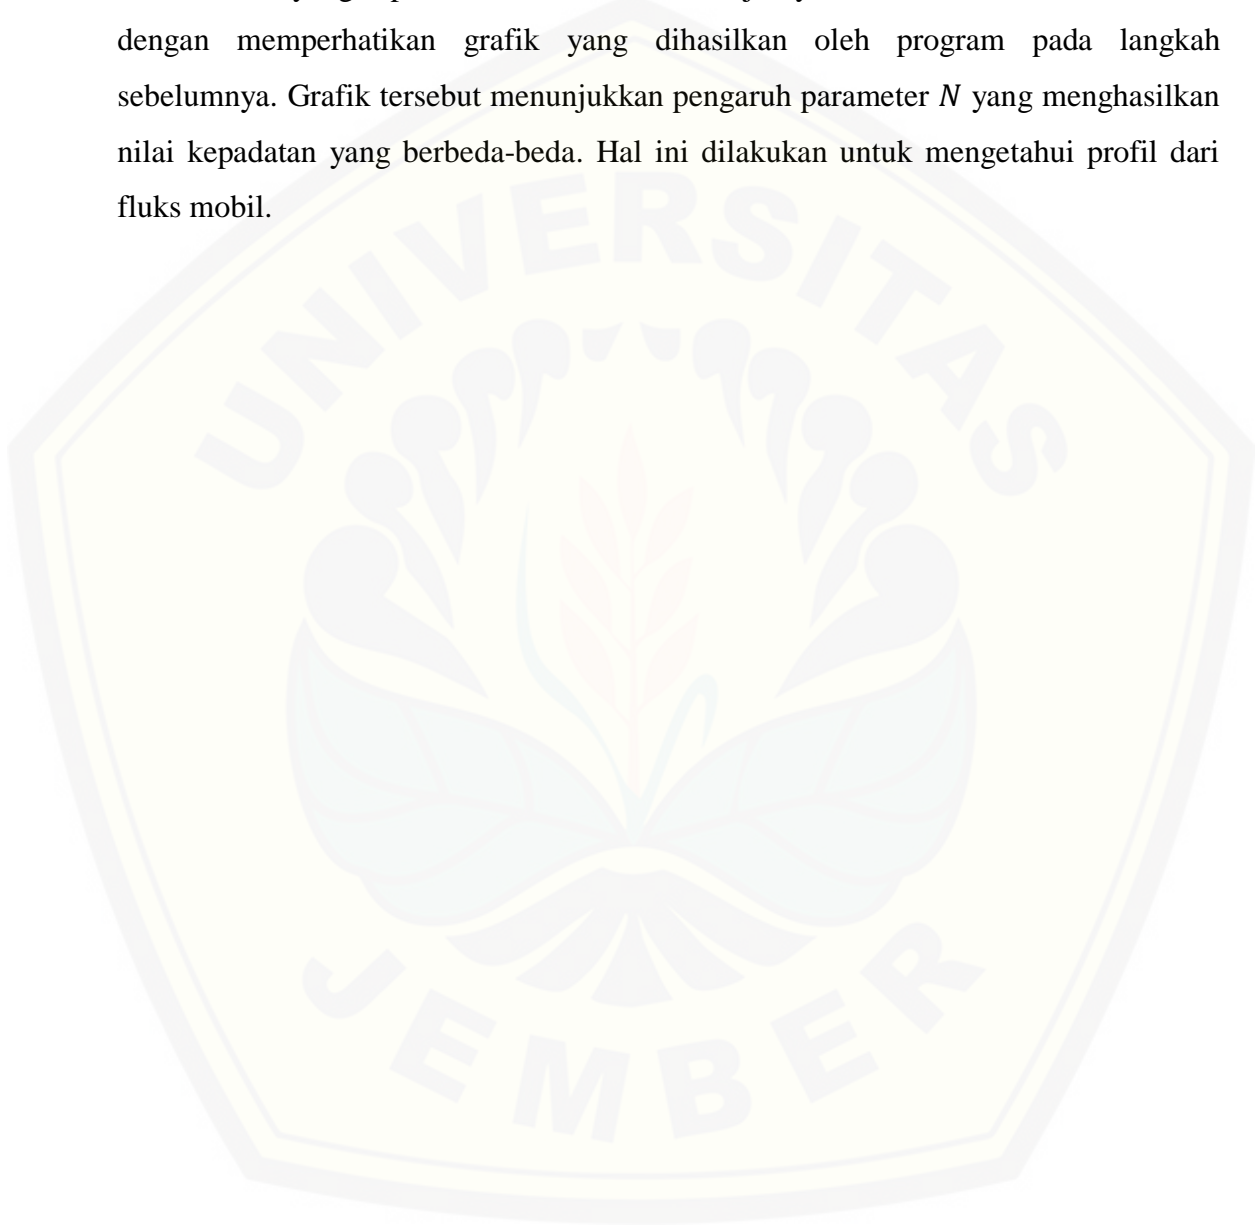 dengan memperhatikan grafik yang dihasilkan oleh program pada langkah
sebelumnya. Grafik tersebut menunjukkan pengaruh parameter N yang menghasilkan
nilai kepadatan yang berbeda-beda. Hal ini dilakukan untuk mengetahui profil dari
fluks mobil.
UNIVERSITAS
JEMBER